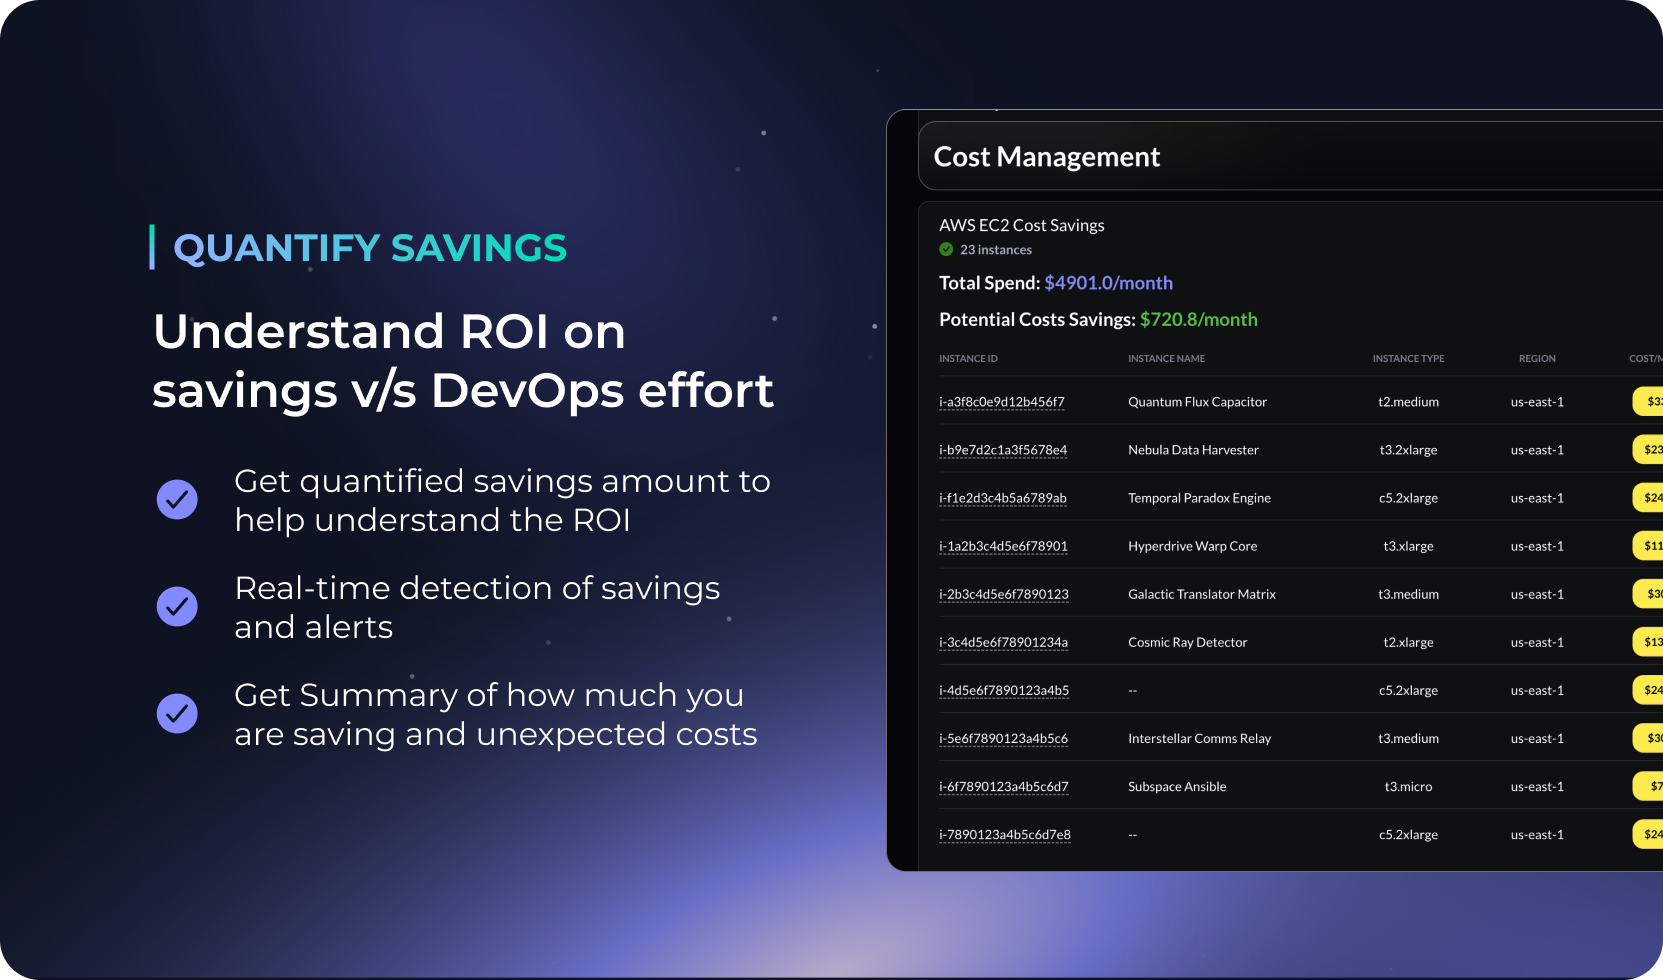 QUANTIFY SAVINGS
Understand ROI on
savings v/s DevOps effort
Get quantified savings amount to
help understand the ROI
Real-time detection of savings
and alerts
Get Summary of how much you
are saving and unexpected costs
Cost Management
AWS EC2 Cost Savings
23 instances
Total Spend: $4901.0/month
Potential Costs Savings: $720.8/month
INSTANCE ID INSTANCE NAME INSTANCE TYPE REGION
i-a3f8c0e9d12b456f7 Quantum Flux Capacitor t2.medium us-east-1
i-b9e7d2c1a3f5678e4 Nebula Data Harvester t3.2xlarge us-east-1
i-f1e2d3c4b5a6789ab Temporal Paradox Engine c5.2xlarge us-east-1
i-1a2b3c4d5e6f78901 Hyperdrive Warp Core t3.xlarge us-east-1
i-2b3c4d5e6f7890123 Galactic Translator Matrix t3.medium us-east-1
i-3c4d5e6f78901234a Cosmic Ray Detector t2.xlarge us-east-1
i-4d5e6f7890123a4b5 -- c5.2xlarge us-east-1
i-5e6f7890123a4b5c6 Interstellar Comms Relay t3.medium us-east-1
i-6f7890123a4b5c6d7 Subspace Ansible t3.micro us-east-1
i-7890123a4b5c6d7e8 -- c5.2xlarge us-east-1